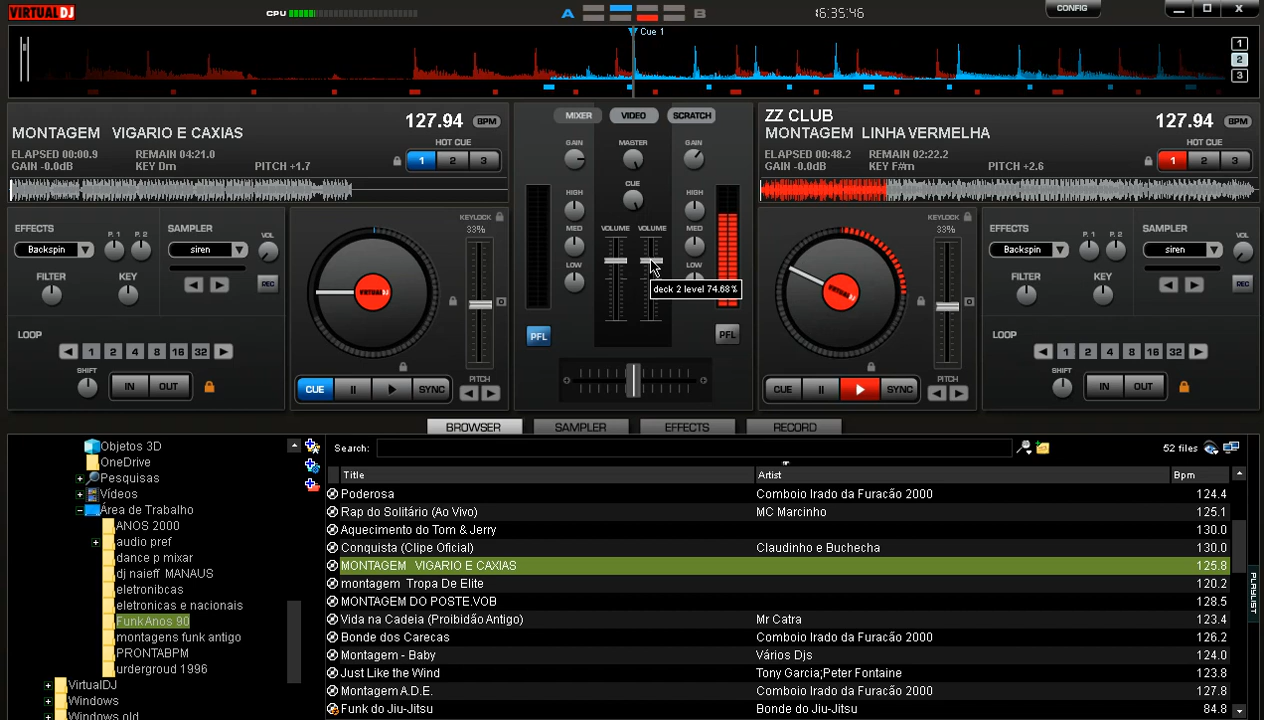 VIRTUAL DJ
CPU
A
B
16:35:46
CONFIG
Cue 1
1
2
3
MONTAGEM VIGARIO E CAXIAS
127.94 BPM
ELAPSED 00:00.9 REMAIN 04:21.0
GAIN -0.0dB KEY Dm PITCH +1.7
HOT CUE
1 2 3
MIXER VIDEO SCRATCH
GAIN MASTER GAIN
CUE
HIGH HIGH
MED VOLUME VOLUME MED
LOW LOW
deck 2 level 74.68%
PFL PFL
ZZ CLUB
MONTAGEM LINHA VERMELHA
127.94 BPM
ELAPSED 00:48.2 REMAIN 02:22.2
GAIN -0.0dB KEY F#m PITCH +2.6
HOT CUE
1 2 3
EFFECTS P. 1 P. 2 SAMPLER VOL
Backspin siren
FILTER KEY REC
LOOP
1 2 4 8 16 32
SHIFT IN OUT
KEYLOCK
33%
VIRTUAL DJ
PITCH
CUE SYNC
KEYLOCK
33%
VIRTUAL DJ
PITCH
CUE SYNC
EFFECTS P. 1 P. 2 SAMPLER VOL
Backspin siren
FILTER KEY REC
LOOP
1 2 4 8 16 32
SHIFT IN OUT
BROWSER SAMPLER EFFECTS RECORD
Objetos 3D
OneDrive
Pesquisas
Vídeos
Área de Trabalho
ANOS 2000
audio pref
dance p mixar
dj naieff MANAUS
eletronibcas
eletronicas e nacionais
FunkAnos 90
montagens funk antigo
PRONTABPM
urdergroud 1996
VirtualDJ
Windows
Windows.old
Search: 52 files
Title Artist Bpm
Poderosa Comboio Irado da Furacão 2000 124.4
Rap do Solitário (Ao Vivo) MC Marcinho 125.1
Aquecimento do Tom & Jerry 130.0
Conquista (Clipe Oficial) Claudinho e Buchecha 130.0
MONTAGEM VIGARIO E CAXIAS 125.8
montagem Tropa De Elite 120.2
MONTAGEM DO POSTE.VOB 128.5
Vida na Cadeia (Proibidão Antigo) Mr Catra 123.4
Bonde dos Carecas Comboio Irado da Furacão 2000 126.2
Montagem - Baby Vários Djs 124.0
Just Like the Wind Tony Garcia;Peter Fontaine 123.8
Montagem A.D.E. Comboio Irado da Furacão 2000 127.8
Funk do Jiu-Jitsu Bonde do Jiu-Jitsu 84.8
PLAYLIST